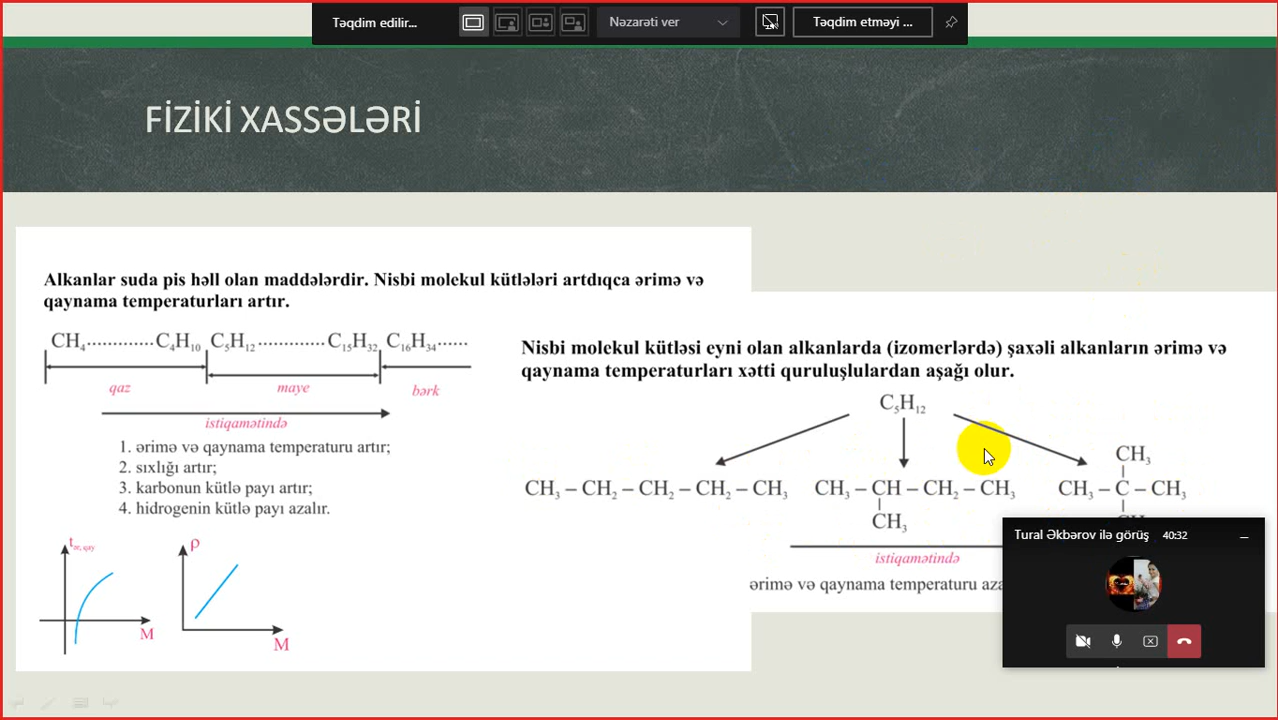 Təqdim edilir...
Nəzarəti ver
Təqdim etməyi ...
FİZİKİ XASSƏLƏRİ
Alkanlar suda pis həll olan maddələrdir. Nisbi molekul kütlələri artdıqca ərimə və
qaynama temperaturları artır.
CH₄.............C₄H₁₀ C₅H₁₂.............C₁₅H₃₂ C₁₆H₃₄......
qaz maye bərk
istiqamətində
1. ərimə və qaynama temperaturu artır;
2. sıxlığı artır;
3. karbonun kütlə payı artır;
4. hidrogenin kütlə payı azalır.
tər, qay
M
ρ
M
Nisbi molekul kütləsi eyni olan alkanlarda (izomerlərdə) şaxəli alkanların ərimə və
qaynama temperaturları xətti quruluşlulardan aşağı olur.
C₅H₁₂
CH₃
CH₃ – CH₂ – CH₂ – CH₂ – CH₃ CH₃ – CH – CH₂ – CH₃ CH₃ – C – CH₃
CH₃
istiqamətində
ərimə və qaynama temperaturu aza
Tural Əkbərov ilə görüş 40:32